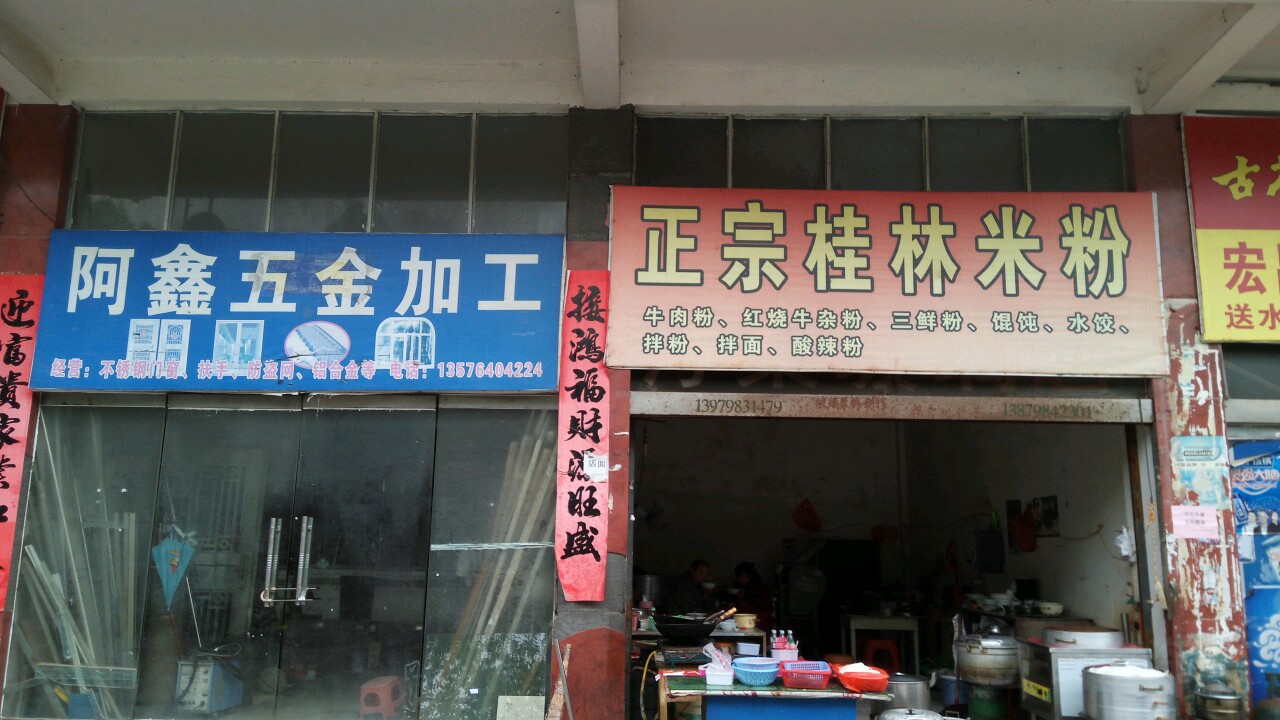 阿鑫五金加工
经营：不锈钢门窗、扶手、防盗网、铝合金等 电话：13576404224
接鸿福财源旺盛
店面
正宗桂林米粉
牛肉粉、红烧牛杂粉、三鲜粉、馄饨、水饺、
拌粉、拌面、酸辣粉
13979831479
13879842301
古
宏
送水